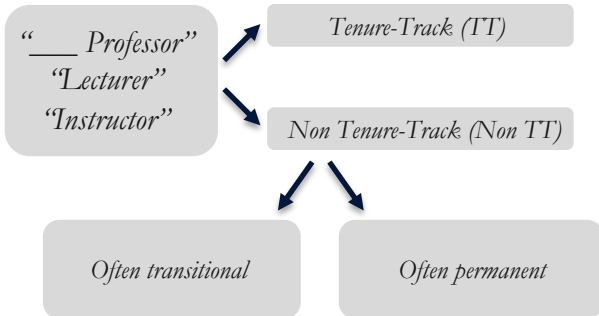 “___ Professor”
“Lecturer”
“Instructor”
Tenure-Track (TT)
Non Tenure-Track (Non TT)
Often transitional
Often permanent